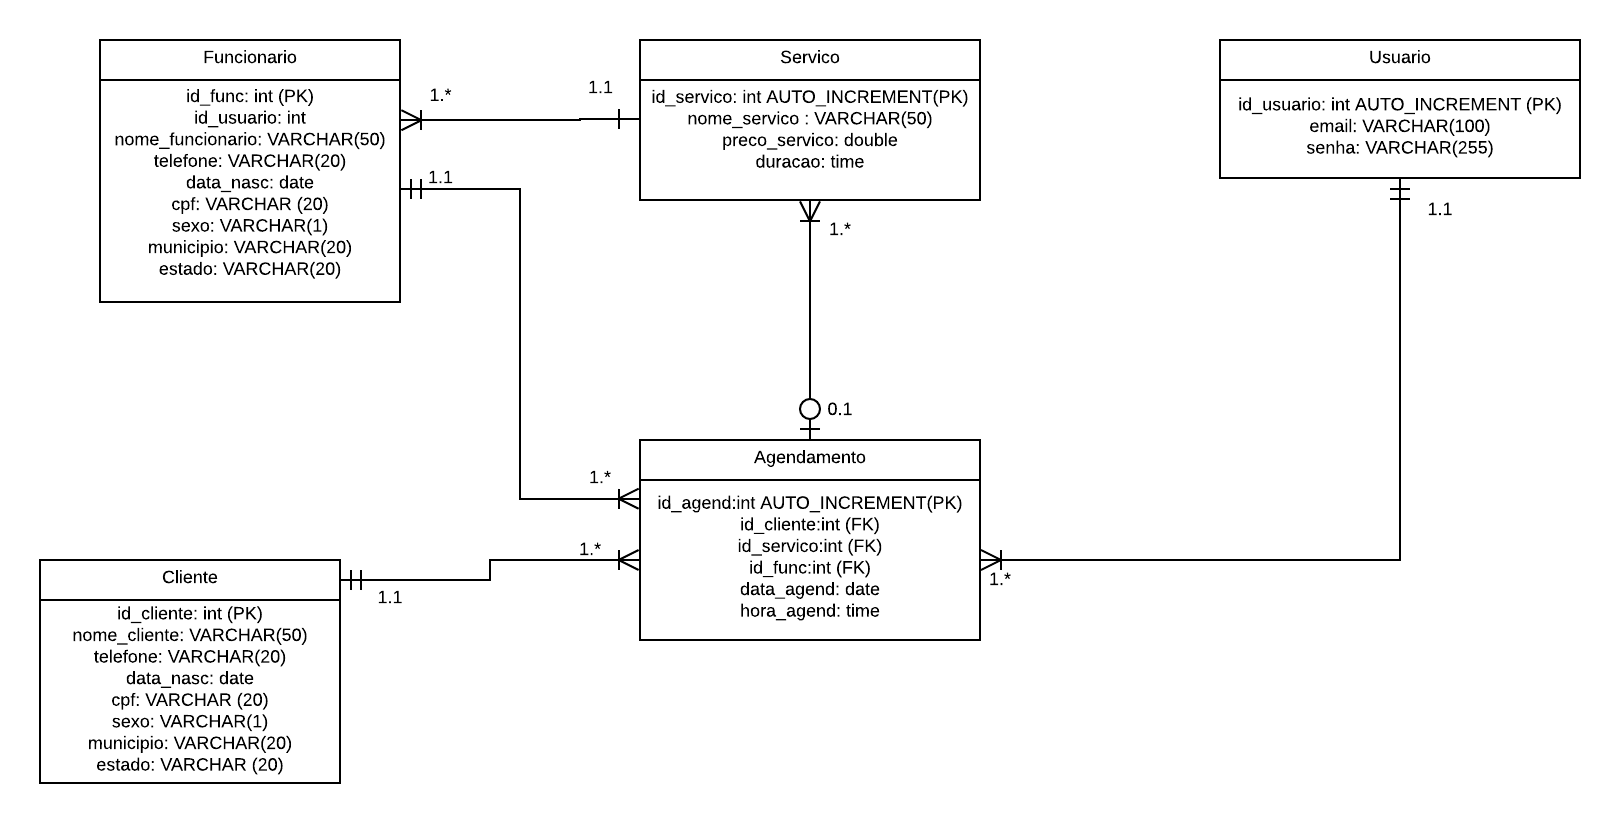 Funcionario
id_func: int (PK)
id_usuario: int
nome_funcionario: VARCHAR(50)
telefone: VARCHAR(20)
data_nasc: date
cpf: VARCHAR (20)
sexo: VARCHAR(1)
municipio: VARCHAR(20)
estado: VARCHAR(20)
1.*
1.1
1.1
Servico
id_servico: int AUTO_INCREMENT(PK)
nome_servico : VARCHAR(50)
preco_servico: double
duracao: time
1.*
0.1
Usuario
id_usuario: int AUTO_INCREMENT (PK)
email: VARCHAR(100)
senha: VARCHAR(255)
1.1
Agendamento
id_agend:int AUTO_INCREMENT(PK)
id_cliente:int (FK)
id_servico:int (FK)
id_func:int (FK)
data_agend: date
hora_agend: time
1.*
1.*
1.*
Cliente
id_cliente: int (PK)
nome_cliente: VARCHAR(50)
telefone: VARCHAR(20)
data_nasc: date
cpf: VARCHAR (20)
sexo: VARCHAR(1)
municipio: VARCHAR(20)
estado: VARCHAR (20)
1.1